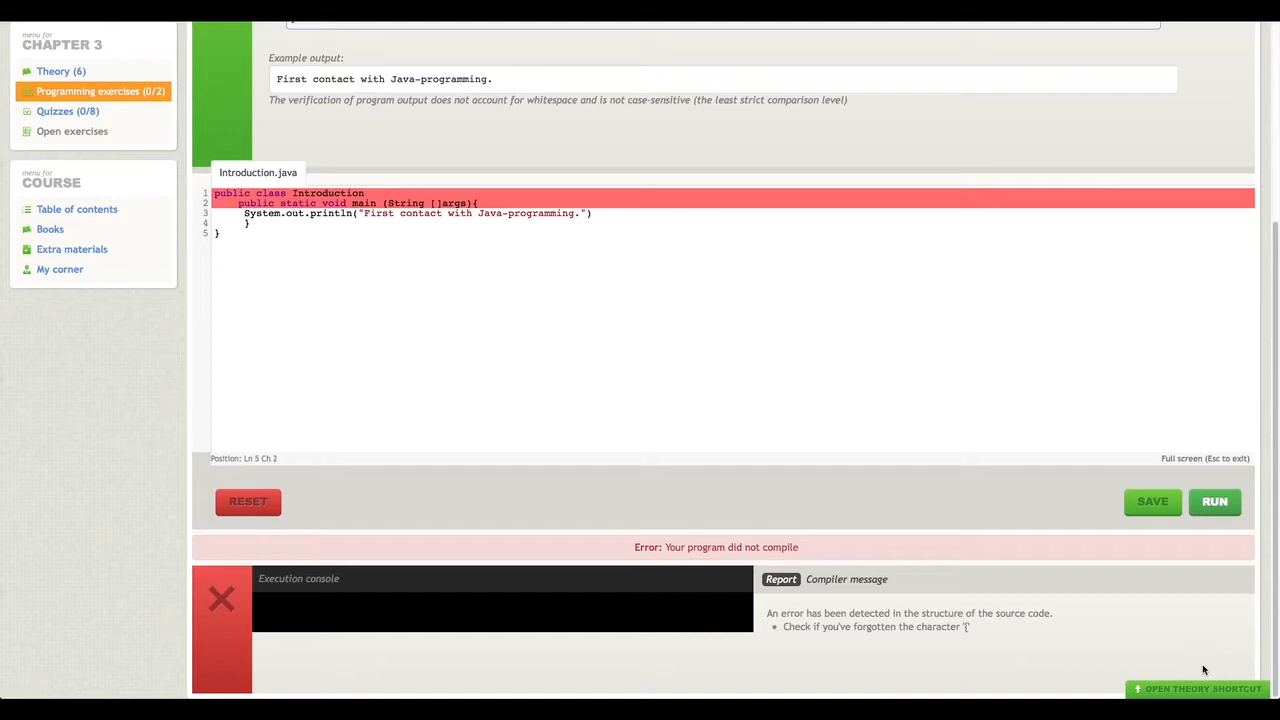 menu for
CHAPTER 3
Theory (6)
Programming exercises (0/2)
Quizzes (0/8)
Open exercises
menu for
COURSE
Table of contents
Books
Extra materials
My corner
Example output:
First contact with Java-programming.
The verification of program output does not account for whitespace and is not case-sensitive (the least strict comparison level)
Introduction.java
1 public class Introduction
2 public static void main (String []args){
3 System.out.println("First contact with Java-programming.")
4 }
5 }
Position: Ln 5 Ch 2
Full screen (Esc to exit)
RESET
SAVE
RUN
Error: Your program did not compile
Execution console
Report Compiler message
An error has been detected in the structure of the source code.
• Check if you've forgotten the character '{'
OPEN THEORY SHORTCUT